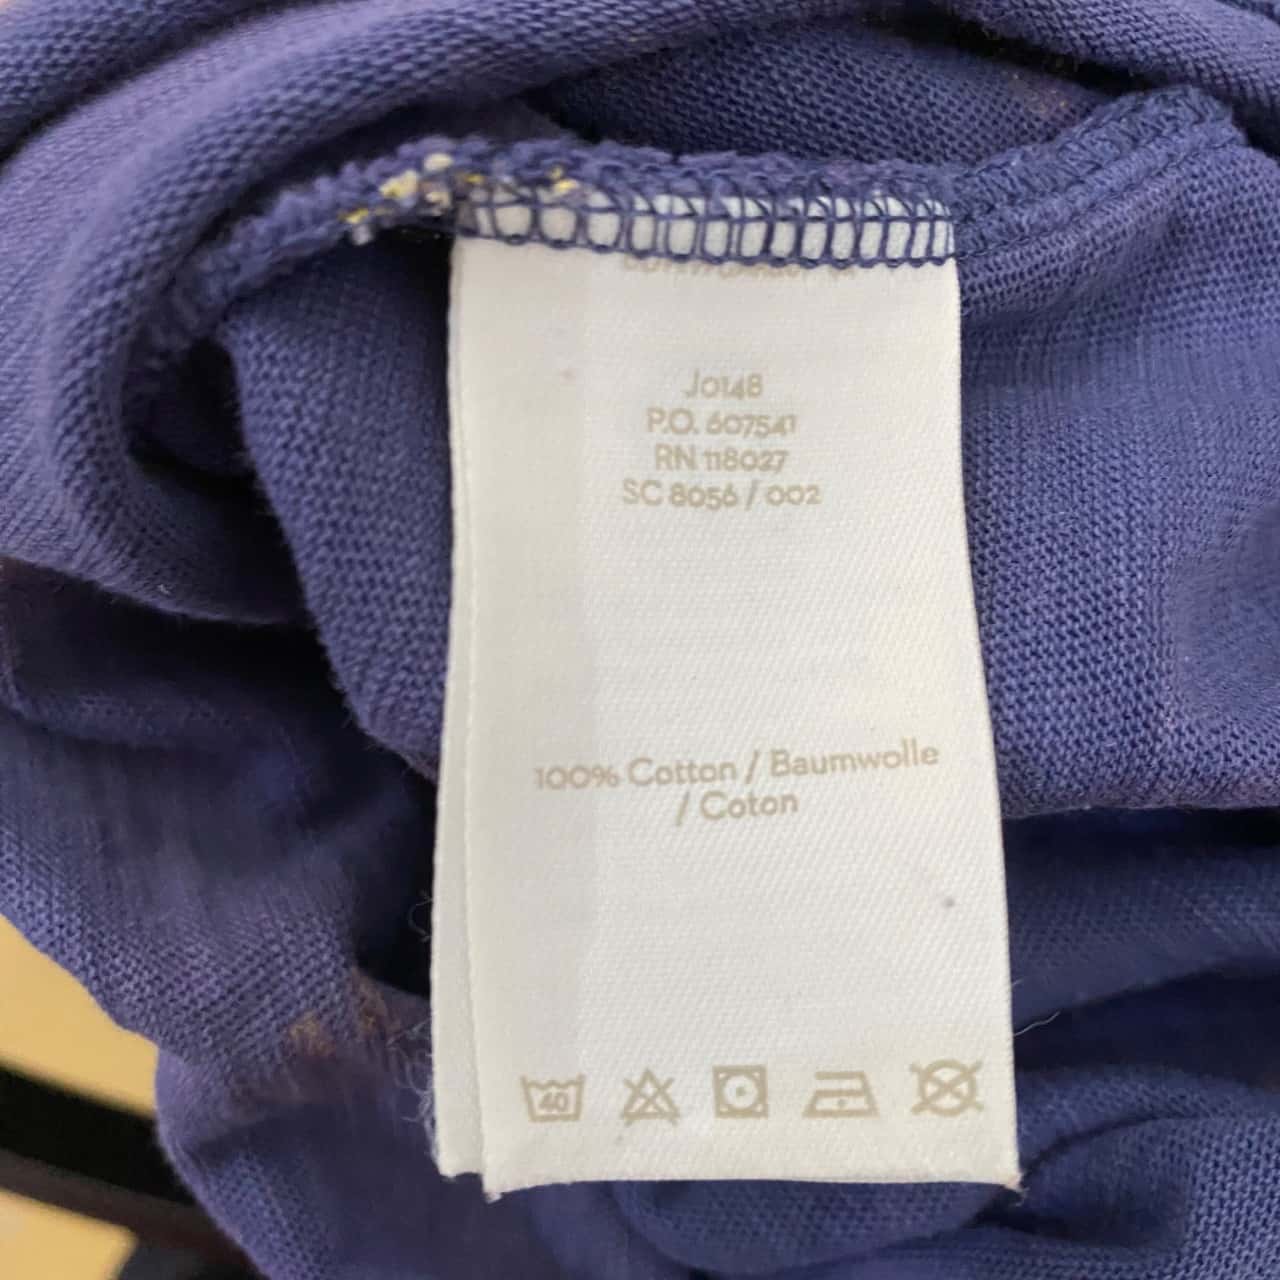 J0148
P.O. 607541
RN 118027
SC 8056 / 002
100% Cotton / Baumwolle
/ Coton
40